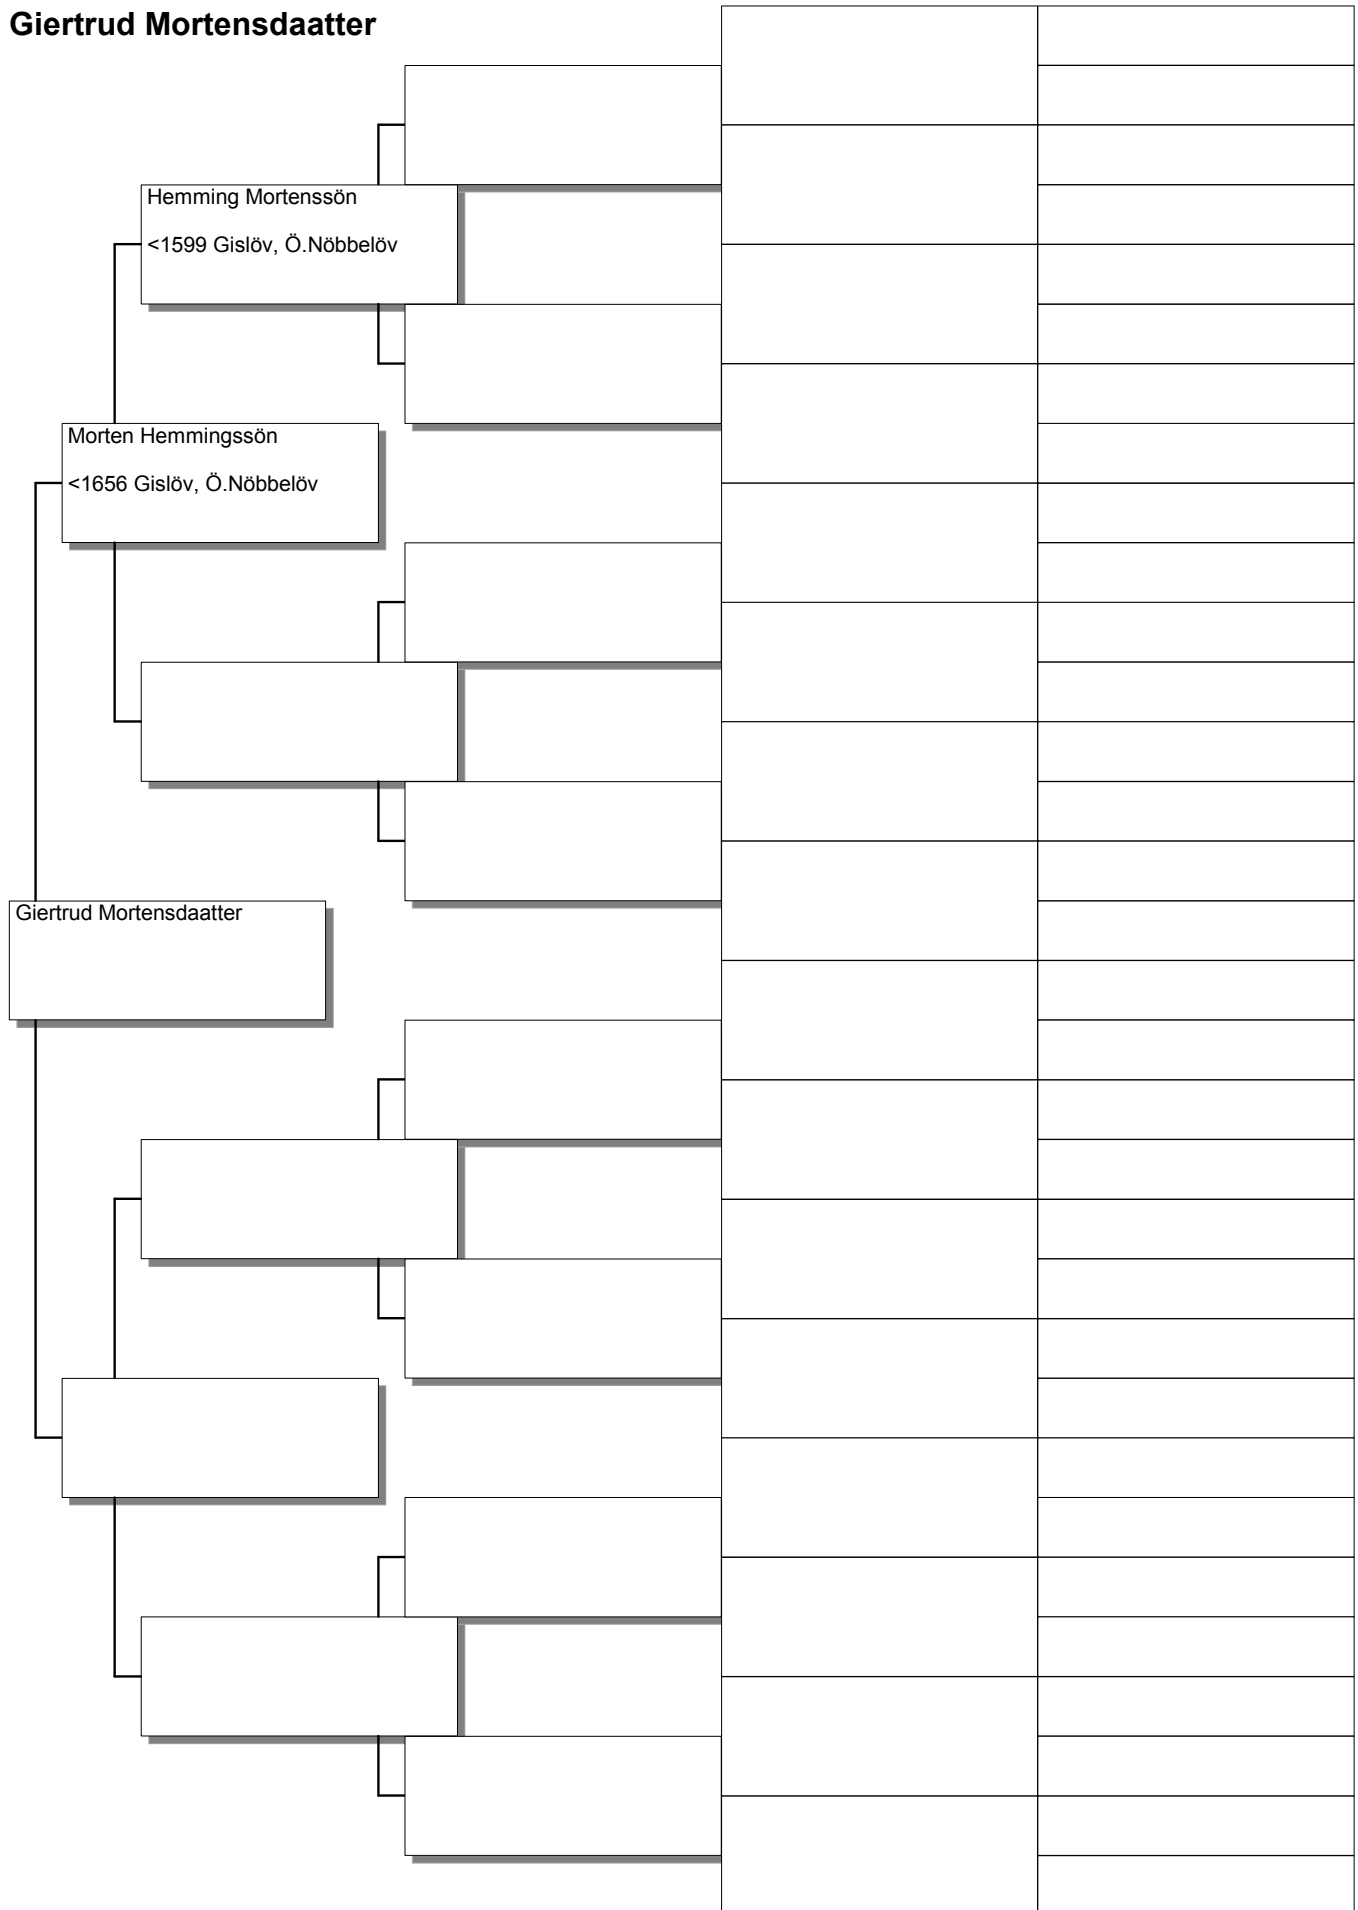 Giertrud Mortensdaatter
Hemming Mortenssön
<1599 Gislöv, Ö.Nöbbelöv
Morten Hemmingssön
<1656 Gislöv, Ö.Nöbbelöv
Giertrud Mortensdaatter